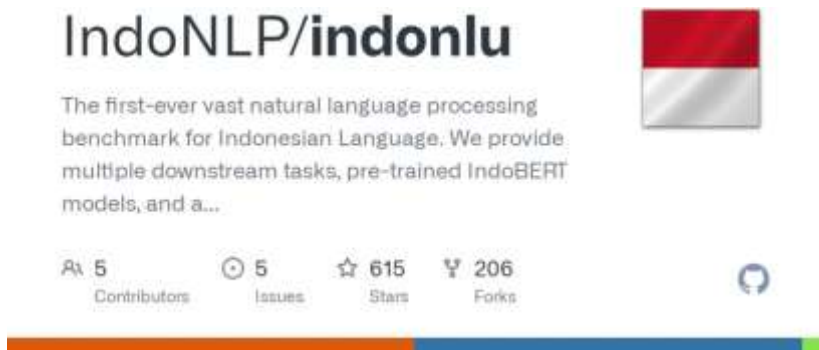 IndoNLP/indonlu
The first-ever vast natural language processing
benchmark for Indonesian Language. We provide
multiple downstream tasks, pre-trained IndoBERT
models, and a...
5 5 615 206
Contributors Issues Stars Forks